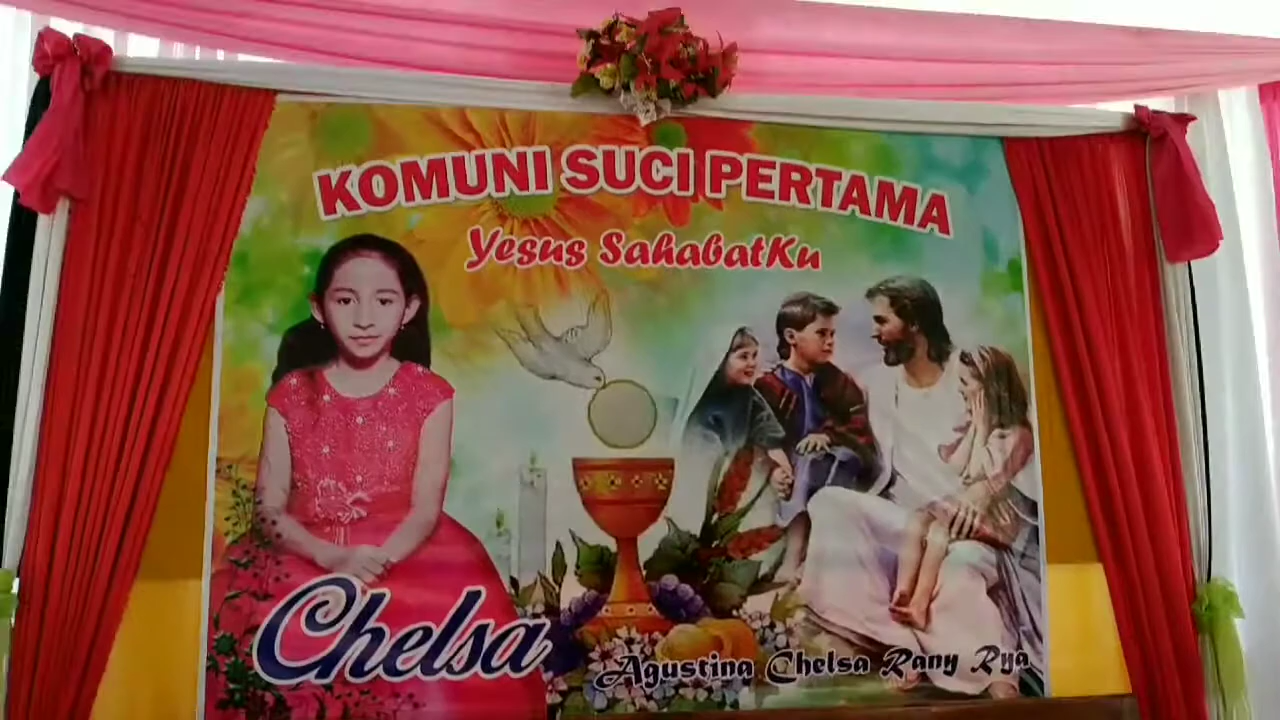 KOMUNI SUCI PERTAMA
Yesus SahabatKu
Chelsa
Agustina Chelsa Rany Rya